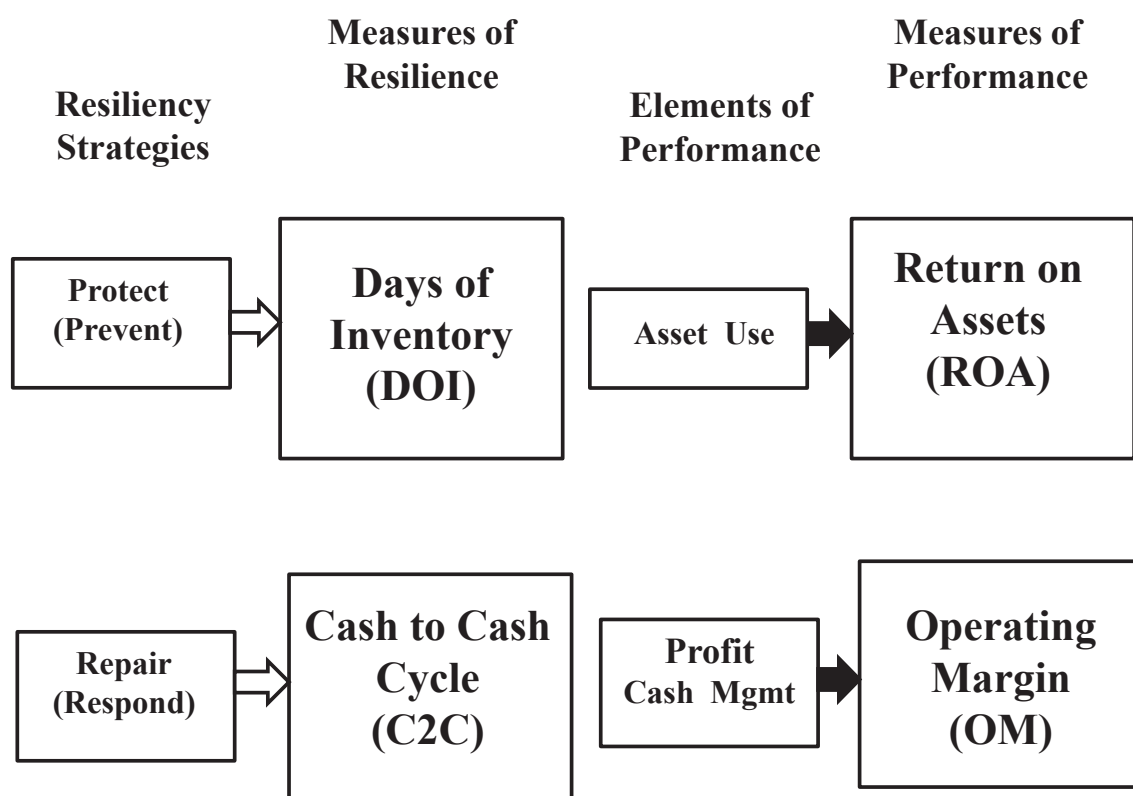 Measures of
Resilience
Measures of
Performance
Resiliency
Strategies
Elements of
Performance
Protect
(Prevent)
Days of
Inventory
(DOI)
Asset Use
Return on
Assets
(ROA)
Repair
(Respond)
Cash to Cash
Cycle
(C2C)
Profit
Cash Mgmt
Operating
Margin
(OM)